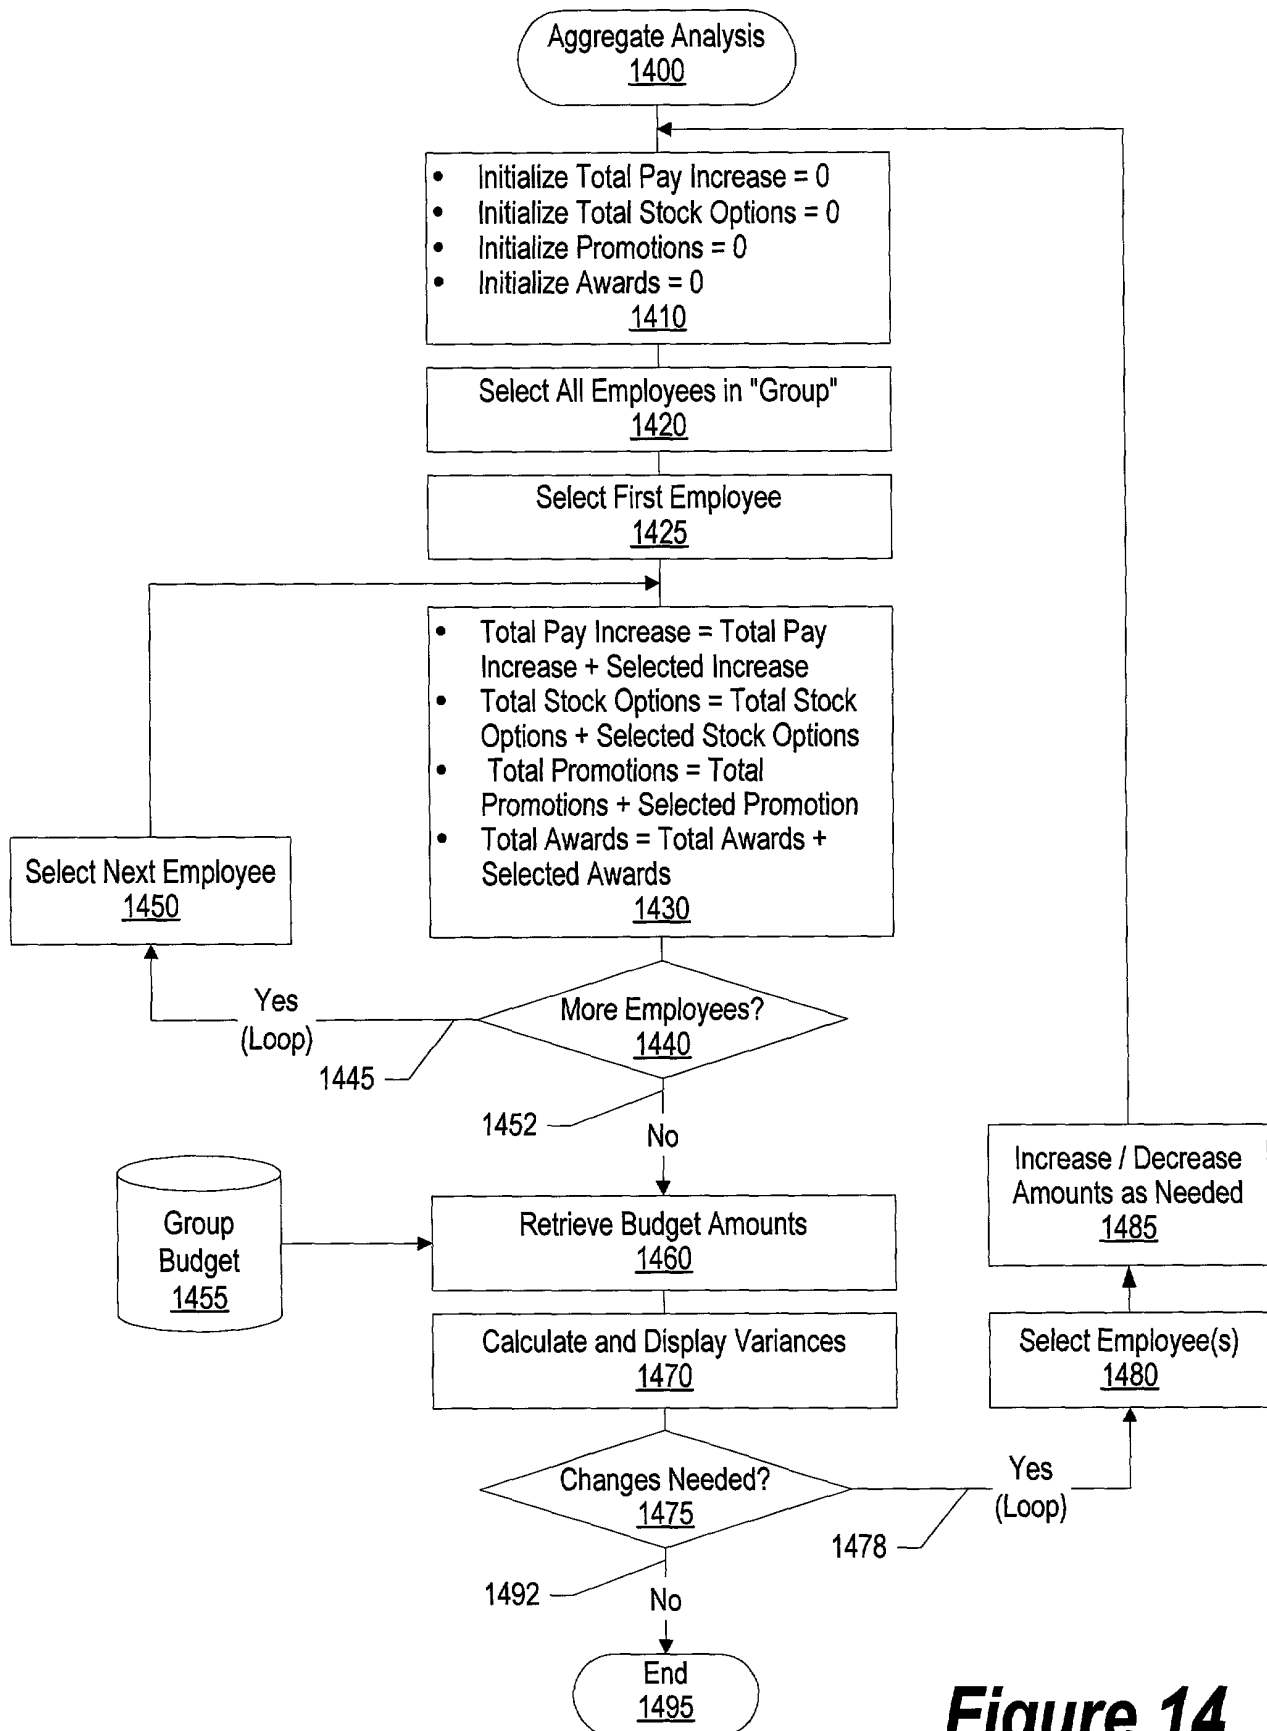 Aggregate Analysis
1400
• Initialize Total Pay Increase = 0
• Initialize Total Stock Options = 0
• Initialize Promotions = 0
• Initialize Awards = 0
1410
Select All Employees in "Group"
1420
Select First Employee
1425
• Total Pay Increase = Total Pay
Increase + Selected Increase
• Total Stock Options = Total Stock
Options + Selected Stock Options
• Total Promotions = Total
Promotions + Selected Promotion
• Total Awards = Total Awards +
Selected Awards
1430
Select Next Employee
1450
More Employees?
1440
Yes
(Loop)
1445
1452
No
Group
Budget
1455
Retrieve Budget Amounts
1460
Increase / Decrease
Amounts as Needed
1485
Calculate and Display Variances
1470
Select Employee(s)
1480
Changes Needed?
1475
Yes
(Loop)
1478
1492
No
End
1495
Figure 14